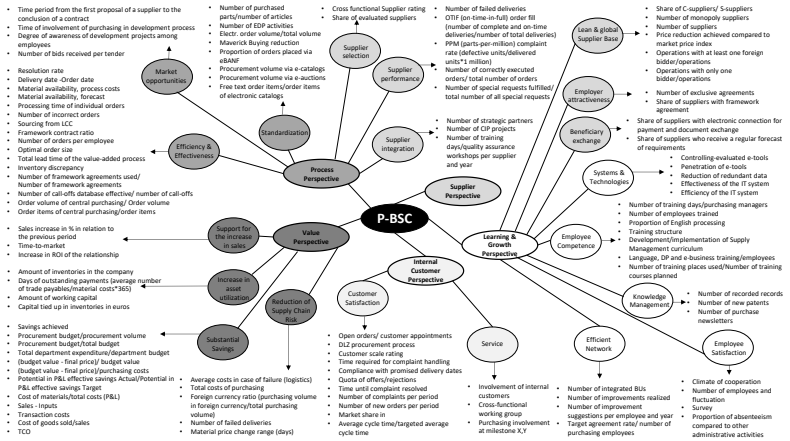 • Time period from the first proposal of a supplier to the
conclusion of a contract
• Time of involvement of purchasing in development process
• Degree of awareness of development projects among
employees
• Number of bids received per tender
Market
opportunities
• Resolution rate
• Delivery date -Order date
• Material availability, process costs
• Material availability, forecast
• Processing time of individual orders
• Number of incorrect orders
• Sourcing from LCC
• Framework contract ratio
• Number of orders per employee
• Optimal order size
• Total lead time of the value-added process
• Inventory discrepancy
• Number of framework agreements used/
Number of framework agreements
• Number of call-offs database effective/ number of call-offs
• Order volume of central purchasing/ Order volume
• Order items of central purchasing/order items
Efficiency &
Effectiveness
• Number of purchased
parts/number of articles
• Number of EDP activities
• Electr. order volume/total volume
• Maverick Buying reduction
• Proportion of orders placed via
eBANF
• Procurement volume via e-catalogs
• Procurement volume via e-auctions
• Free text order items/order items
of electronic catalogs
Standardization
• Cross functional Supplier rating
• Share of evaluated suppliers
Supplier
selection
• Number of failed deliveries
• OTIF (on-time-in-full) order fill
(number of complete and on-time
deliveries/number of total deliveries)
• PPM (parts-per-million) complaint
rate (defective units/delivered
units*1 million)
• Number of correctly executed
orders/ total number of orders
• Number of special requests fulfilled/
total number of all special requests
Supplier
performance
Supplier
integration
• Number of strategic partners
• Number of CIP projects
• Number of training
days/quality assurance
workshops per supplier
and year
Process
Perspective
Supplier
Perspective
P-BSC
Value
Perspective
Internal
Customer
Perspective
Learning &
Growth
Perspective
Lean & global
Supplier Base
• Share of C-suppliers/ S-suppliers
• Number of monopoly suppliers
• Number of suppliers
• Price reduction achieved compared to
market price index
• Operations with at least one foreign
bidder/operations
• Operations with only one
bidder/operations
Employer
attractiveness
• Number of exclusive agreements
• Share of suppliers with framework
agreement
Beneficiary
exchange
• Share of suppliers with electronic connection for
payment and document exchange
• Share of suppliers who receive a regular forecast
of requirements
Systems &
Technologies
• Controlling-evaluated e-tools
• Penetration of e-tools
• Reduction of redundant data
• Effectiveness of the IT system
• Efficiency of the IT system
Employee
Competence
• Number of training days/purchasing managers
• Number of employees trained
• Proportion of English processing
• Training structure
• Development/implementation of Supply
Management curriculum
• Language, DP and e-business training/employees
• Number of training places used/Number of training
courses planned
Knowledge
Management
• Number of recorded records
• Number of new patents
• Number of purchase
newsletters
Employee
Satisfaction
• Climate of cooperation
• Number of employees and
fluctuation
• Survey
• Proportion of absenteeism
compared to other
administrative activities
Efficient
Network
• Number of integrated BUs
• Number of improvements realized
• Number of improvement
suggestions per employee and year
• Target agreement rate/ number of
purchasing employees
Service
• Involvement of internal
customers
• Cross-functional
working group
• Purchasing involvement
at milestone X,Y
Customer
Satisfaction
• Open orders/ customer appointments
• DLZ procurement process
• Customer scale rating
• Time required for complaint handling
• Compliance with promised delivery dates
• Quota of offers/rejections
• Time until complaint resolved
• Number of complaints per period
• Number of new orders per period
• Market share in
• Average cycle time/targeted average
cycle time
Support for
the increase
in sales
• Sales increase % in relation to
the previous period
• Time-to-market
• Increase in ROI of the relationship
Increase in
asset
utilization
• Amount of inventories in the company
• Days of outstanding payments (average number
of trade payables/material costs*365)
• Amount of working capital
• Capital tied up in inventories in euros
Reduction of
Supply Chain
Risk
• Average costs in case of failure (logistics)
• Total costs of purchasing
• Foreign currency ratio (purchasing volume
in foreign currency/total purchasing
volume)
• Number of failed deliveries
• Material price change range (days)
Substantial
Savings
• Savings achieved
• Procurement budget/procurement volume
• Procurement budget/total budget
• Total department expenditure/department budget
• (budget value - final price)/ budget value
• (budget value - final price)/purchasing costs
• Potential in P&L effective savings Actual/Potential in
P&L effective savings Target
• Cost of materials/total costs (P&L)
• Sales - Inputs
• Transaction costs
• Cost of goods sold/sales
• TCO